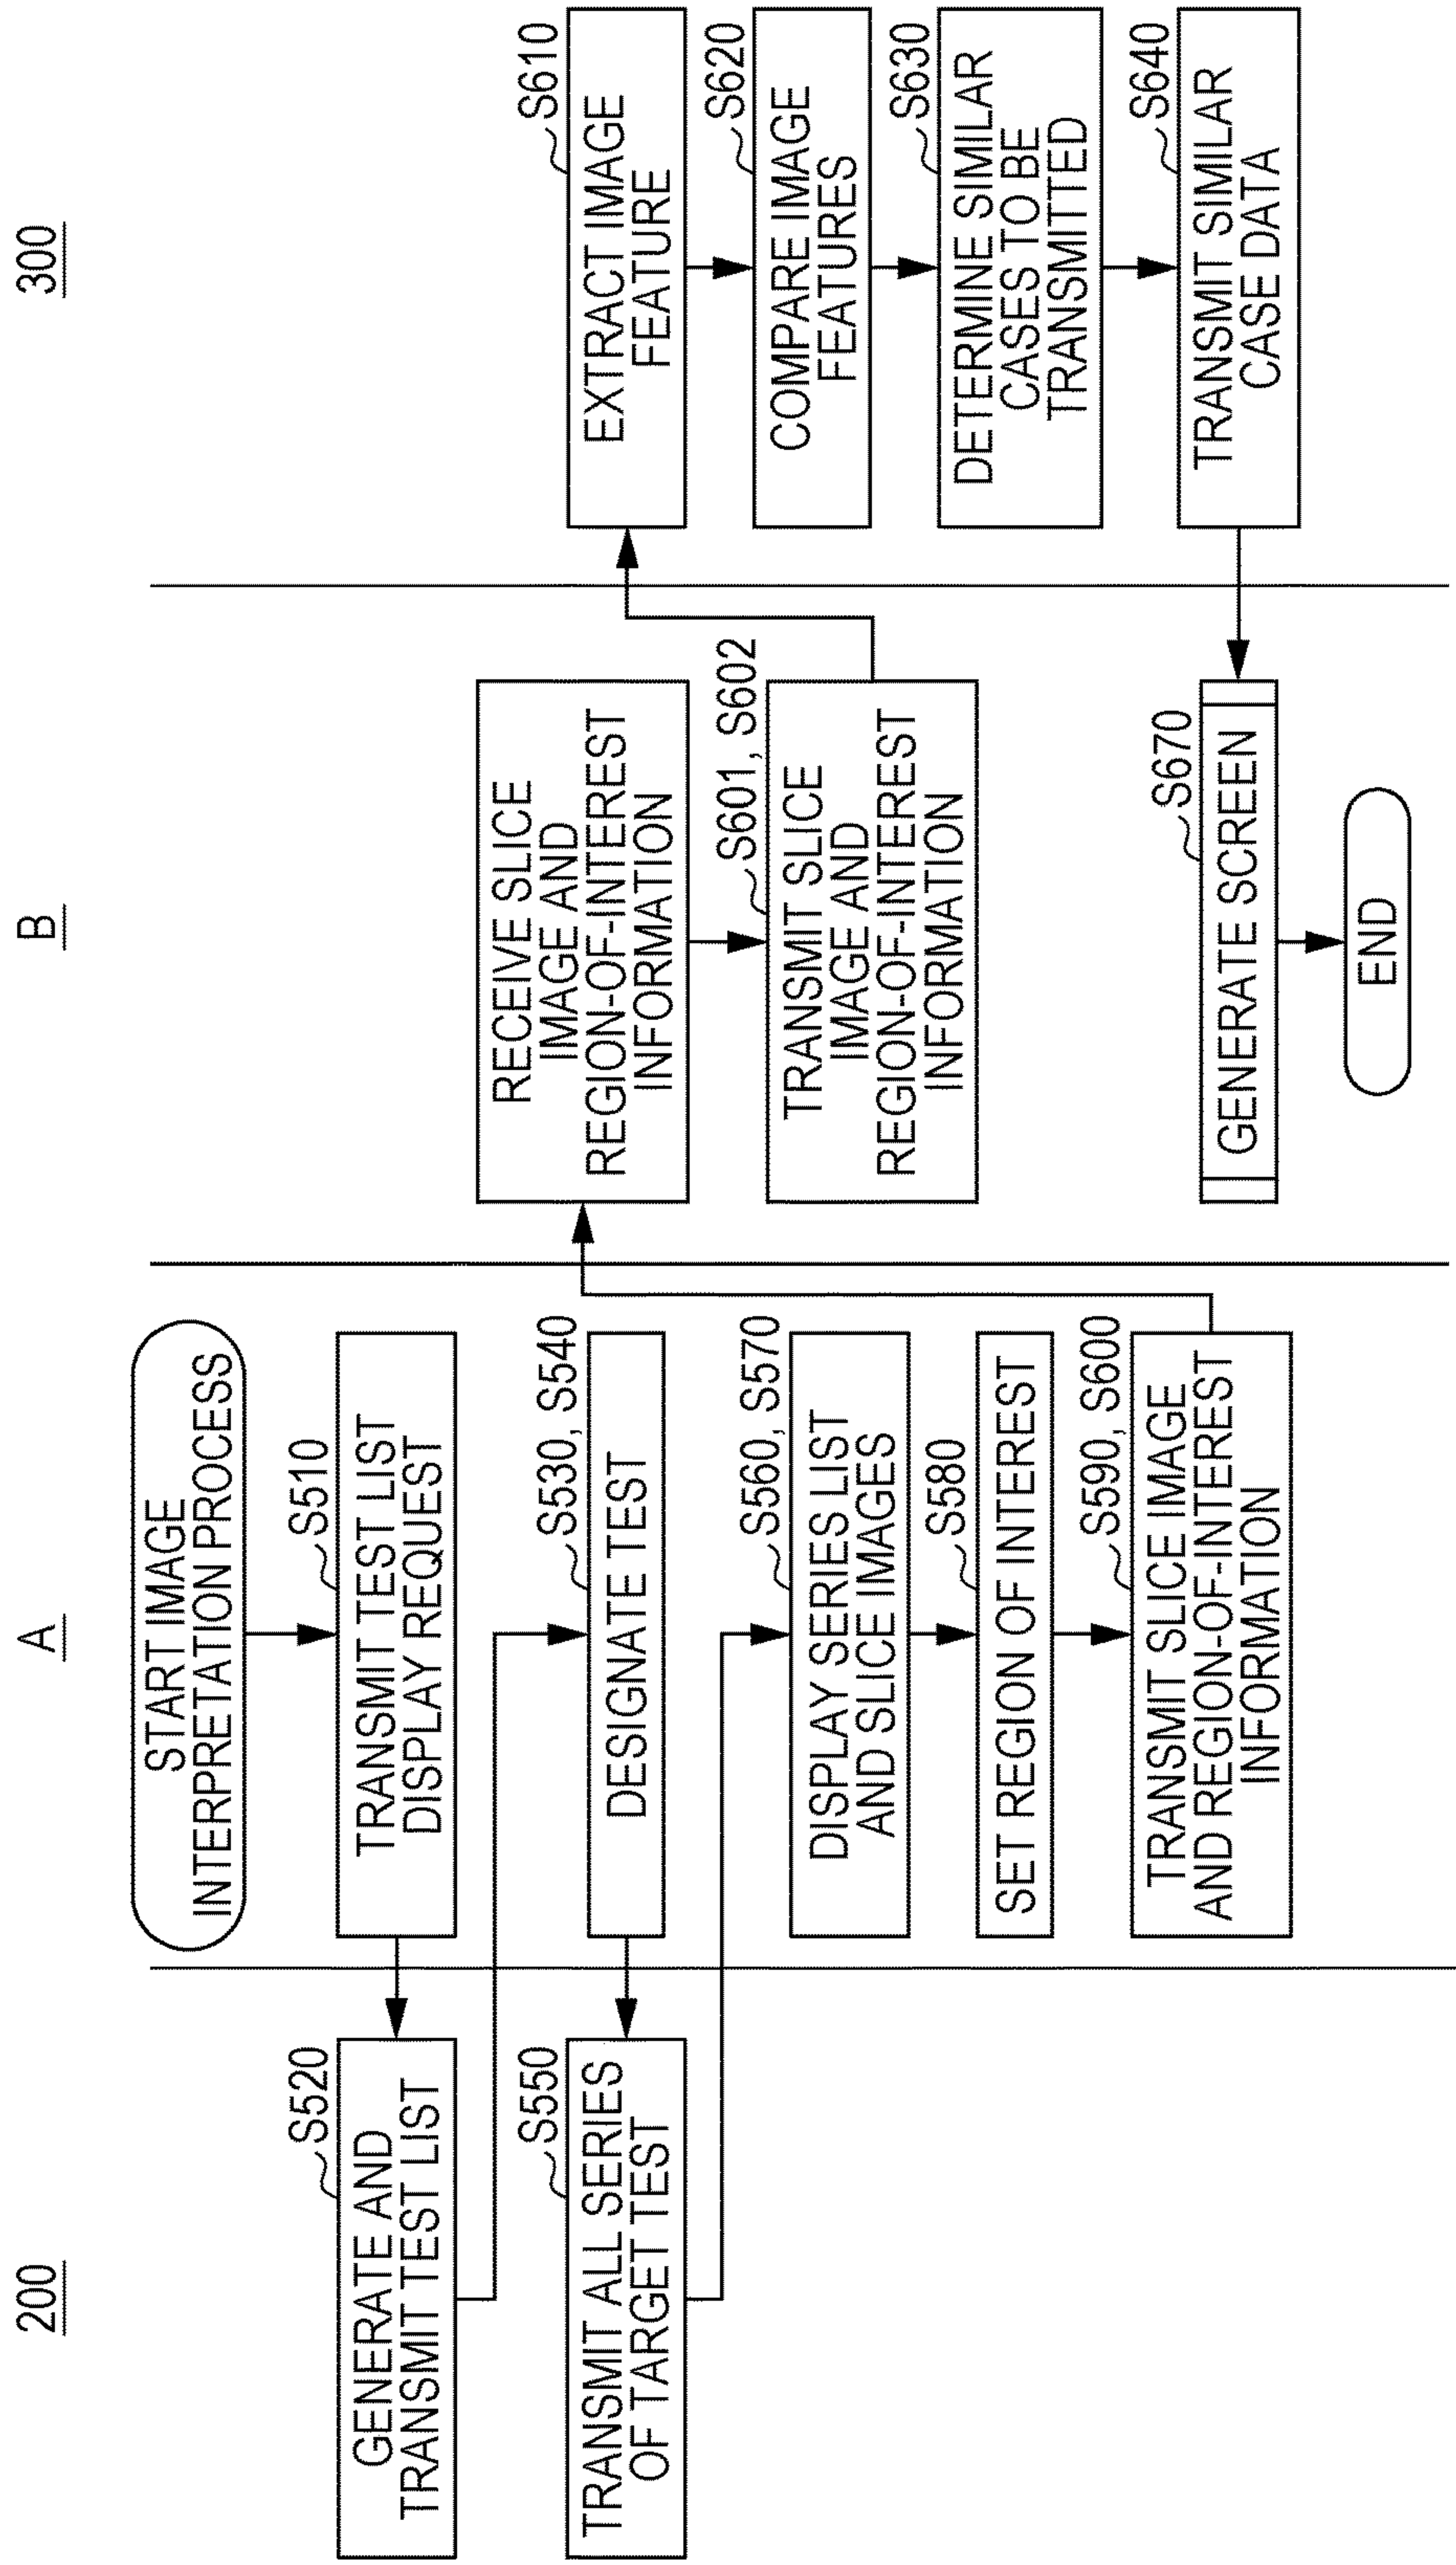 200
S520
GENERATE AND
TRANSMIT TEST LIST
S550
TRANSMIT ALL SERIES
OF TARGET TEST
A
START IMAGE
INTERPRETATION PROCESS
S510
TRANSMIT TEST LIST
DISPLAY REQUEST
S530, S540
DESIGNATE TEST
S560, S570
DISPLAY SERIES LIST
AND SLICE IMAGES
S580
SET REGION OF INTEREST
S590, S600
TRANSMIT SLICE IMAGE
AND REGION-OF-INTEREST
INFORMATION
B
RECEIVE SLICE
IMAGE AND
REGION-OF-INTEREST
INFORMATION
S601, S602
TRANSMIT SLICE
IMAGE AND
REGION-OF-INTEREST
INFORMATION
S670
GENERATE SCREEN
END
300
S610
EXTRACT IMAGE
FEATURE
S620
COMPARE IMAGE
FEATURES
S630
DETERMINE SIMILAR
CASES TO BE
TRANSMITTED
S640
TRANSMIT SIMILAR
CASE DATA